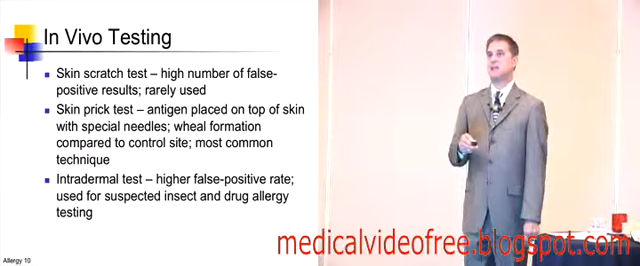 In Vivo Testing
Skin scratch test – high number of false-
positive results; rarely used
Skin prick test – antigen placed on top of skin
with special needles; wheal formation
compared to control site; most common
technique
Intradermal test – higher false-positive rate;
used for suspected insect and drug allergy
testing
Allergy 10
medicalvideofree.blogspot.com